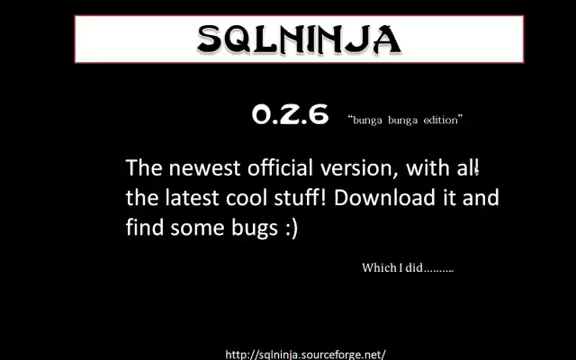 SQLNINJA
0.2.6 "bunga bunga edition"
The newest official version, with all
the latest cool stuff! Download it and
find some bugs :)
Which I did..........
http://sqlninja.sourceforge.net/